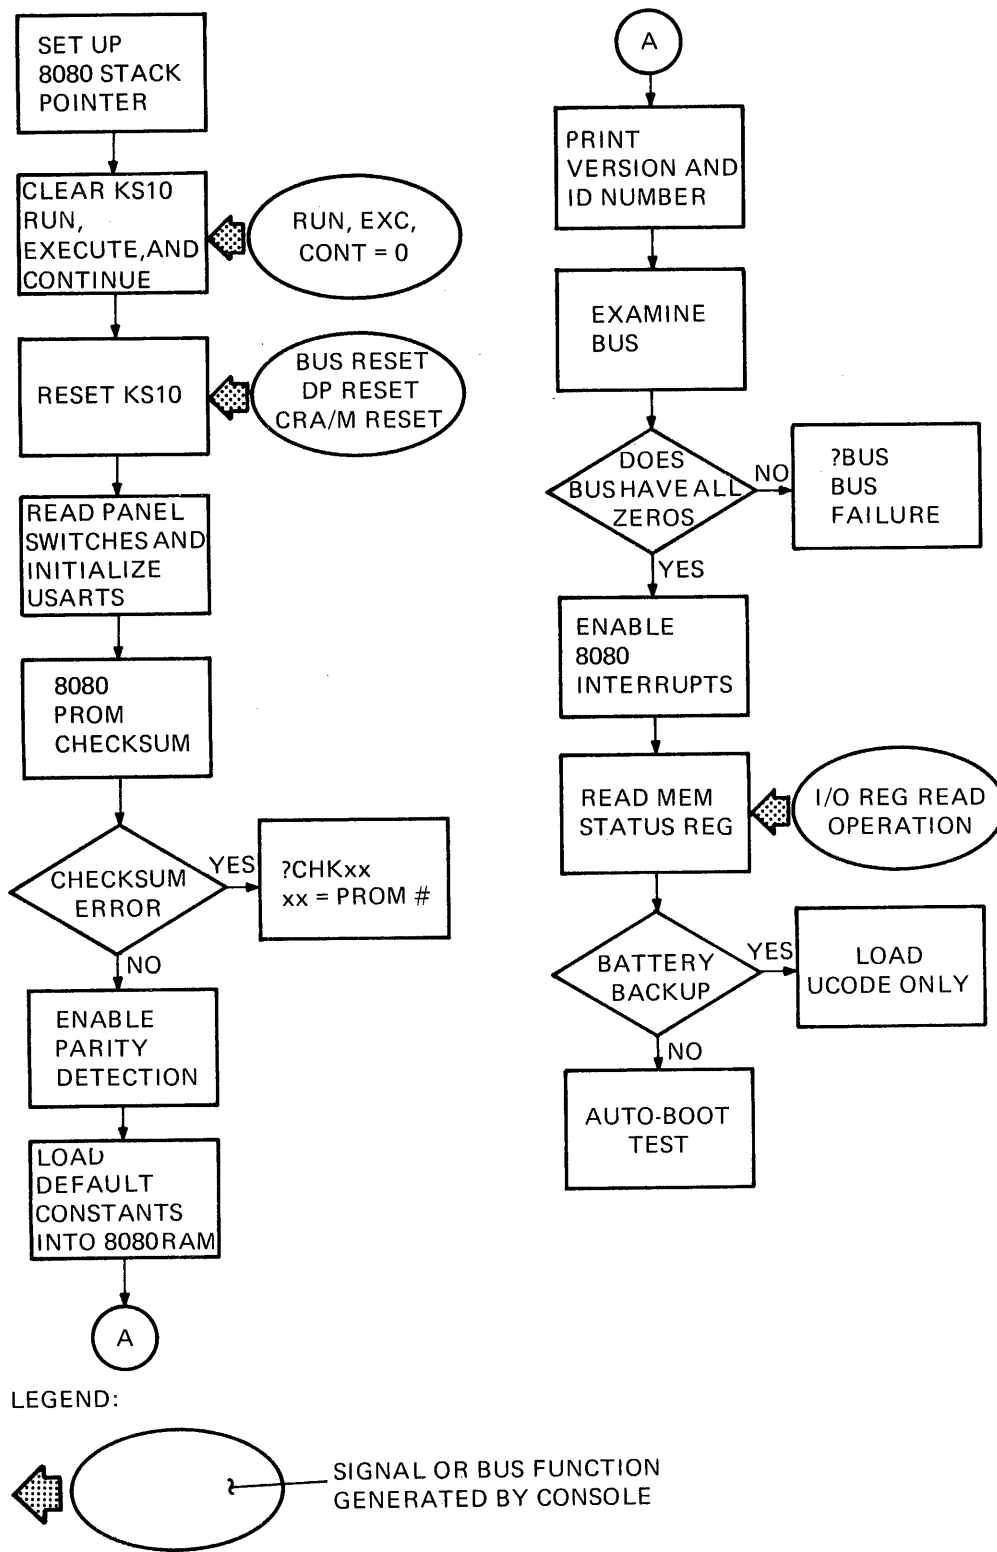 SET UP
8080 STACK
POINTER
CLEAR KS10
RUN,
EXECUTE, AND
CONTINUE
RUN, EXC,
CONT = 0
RESET KS10
BUS RESET
DP RESET
CRA/M RESET
READ PANEL
SWITCHES AND
INITIALIZE
USARTS
8080
PROM
CHECKSUM
CHECKSUM
ERROR
YES
?CHKxx
xx = PROM #
NO
ENABLE
PARITY
DETECTION
LOAD
DEFAULT
CONSTANTS
INTO 8080 RAM
A
A
PRINT
VERSION AND
ID NUMBER
EXAMINE
BUS
DOES
BUS HAVE ALL
ZEROS
NO
?BUS
BUS
FAILURE
YES
ENABLE
8080
INTERRUPTS
READ MEM
STATUS REG
I/O REG READ
OPERATION
BATTERY
BACKUP
YES
LOAD
UCODE ONLY
NO
AUTO-BOOT
TEST
LEGEND:
SIGNAL OR BUS FUNCTION
GENERATED BY CONSOLE